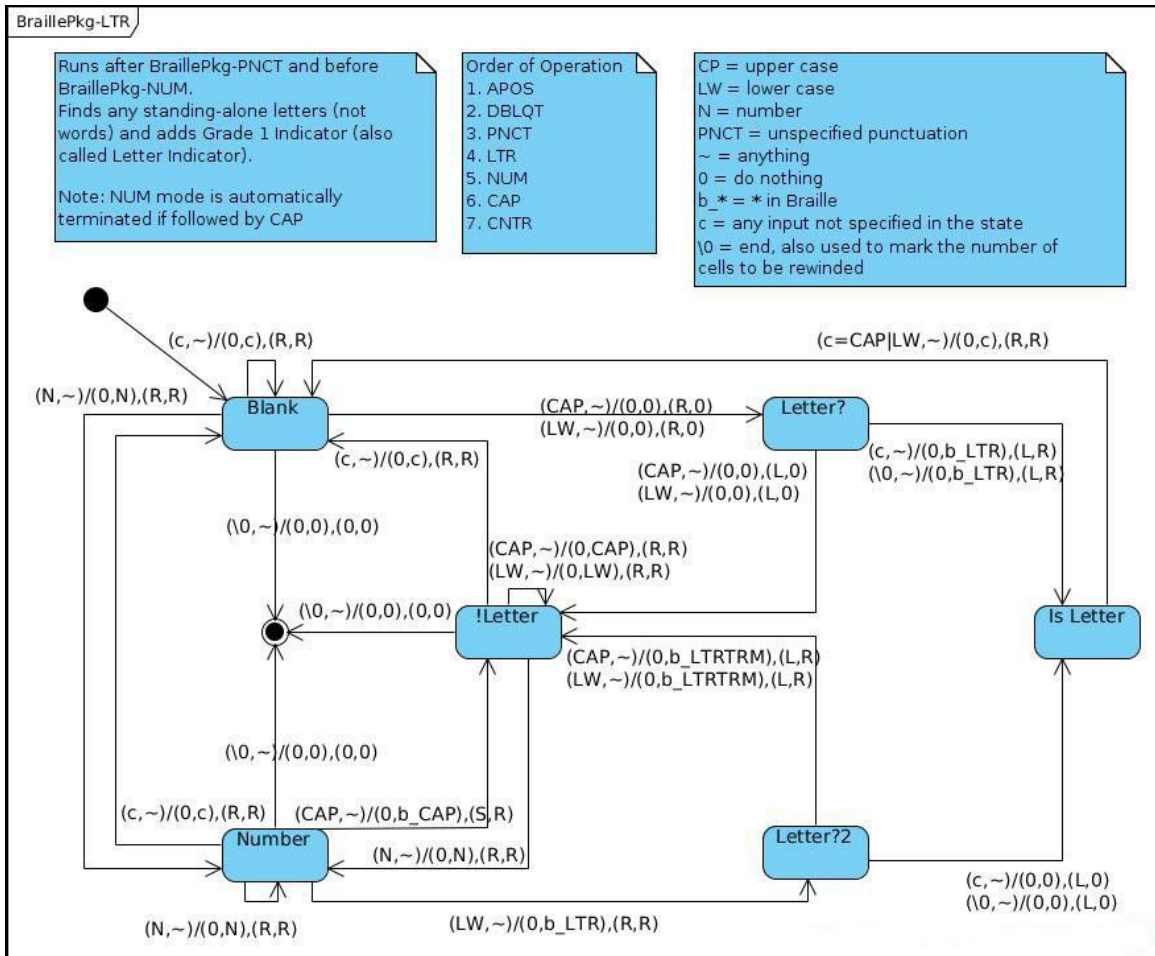 BraillePkg-LTR
Runs after BraillePkg-PNCT and before
BraillePkg-NUM.
Finds any standing-alone letters (not
words) and adds Grade 1 Indicator (also
called Letter Indicator).
Note: NUM mode is automatically
terminated if followed by CAP
Order of Operation
1. APOS
2. DBLQT
3. PNCT
4. LTR
5. NUM
6. CAP
7. CNTR
CP = upper case
LW = lower case
N = number
PNCT = unspecified punctuation
~ = anything
0 = do nothing
b_* = * in Braille
c = any input not specified in the state
\0 = end, also used to mark the number of
cells to be rewinded
(c,~)/(0,c),(R,R)
(c=CAP|LW,~)/(0,c),(R,R)
(N,~)/(0,N),(R,R)
Blank
(CAP,~)/(0,0),(R,0)
(LW,~)/(0,0),(R,0)
Letter?
(c,~)/(0,b_LTR),(L,R)
(\0,~)/(0,b_LTR),(L,R)
(c,~)/(0,c),(R,R)
(CAP,~)/(0,0),(L,0)
(LW,~)/(0,0),(L,0)
(\0,~)/(0,0),(0,0)
(CAP,~)/(0,CAP),(R,R)
(LW,~)/(0,LW),(R,R)
(\0,~)/(0,0),(0,0)
!Letter
Is Letter
(CAP,~)/(0,b_LTRTRM),(L,R)
(LW,~)/(0,b_LTRTRM),(L,R)
(\0,~)/(0,0),(0,0)
(c,~)/(0,c),(R,R)
(CAP,~)/(0,b_CAP),(S,R)
Number
(N,~)/(0,N),(R,R)
Letter?2
(c,~)/(0,0),(L,0)
(\0,~)/(0,0),(L,0)
(N,~)/(0,N),(R,R)
(LW,~)/(0,b_LTR),(R,R)